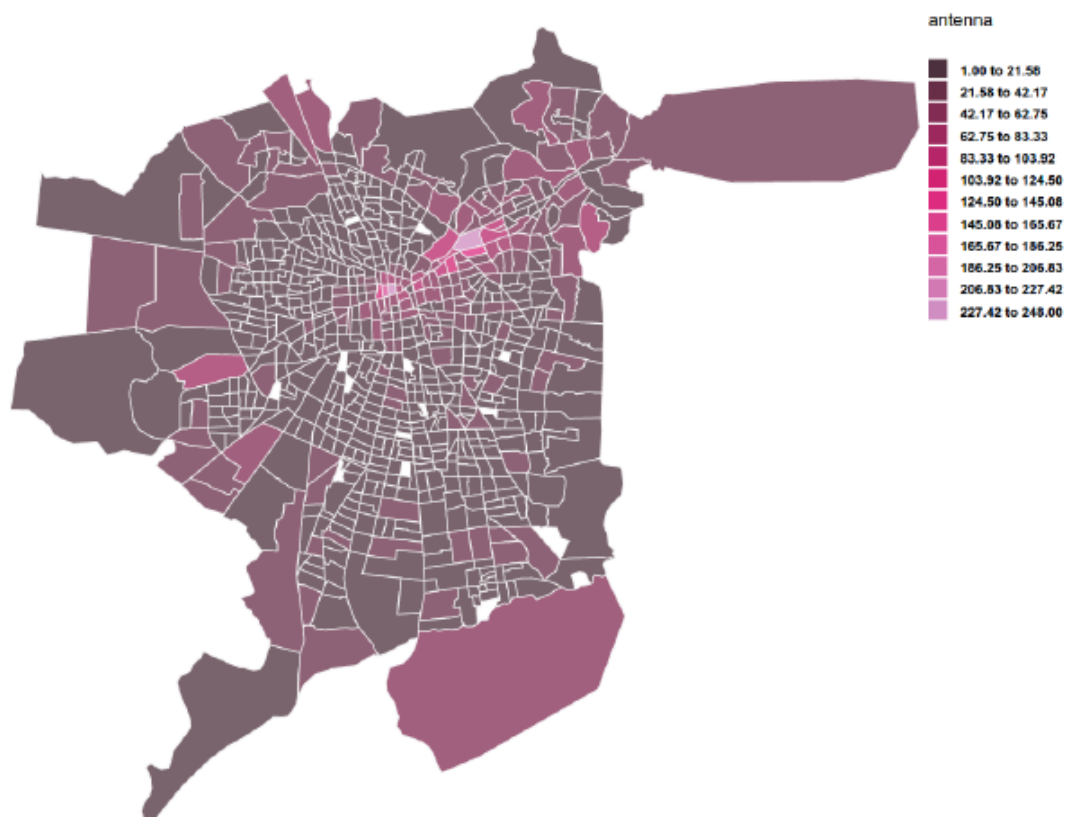 antenna
1.00 to 21.58
21.58 to 42.17
42.17 to 62.75
62.75 to 83.33
83.33 to 103.92
103.92 to 124.50
124.50 to 145.08
145.08 to 165.67
165.67 to 186.25
186.25 to 206.83
206.83 to 227.42
227.42 to 248.00